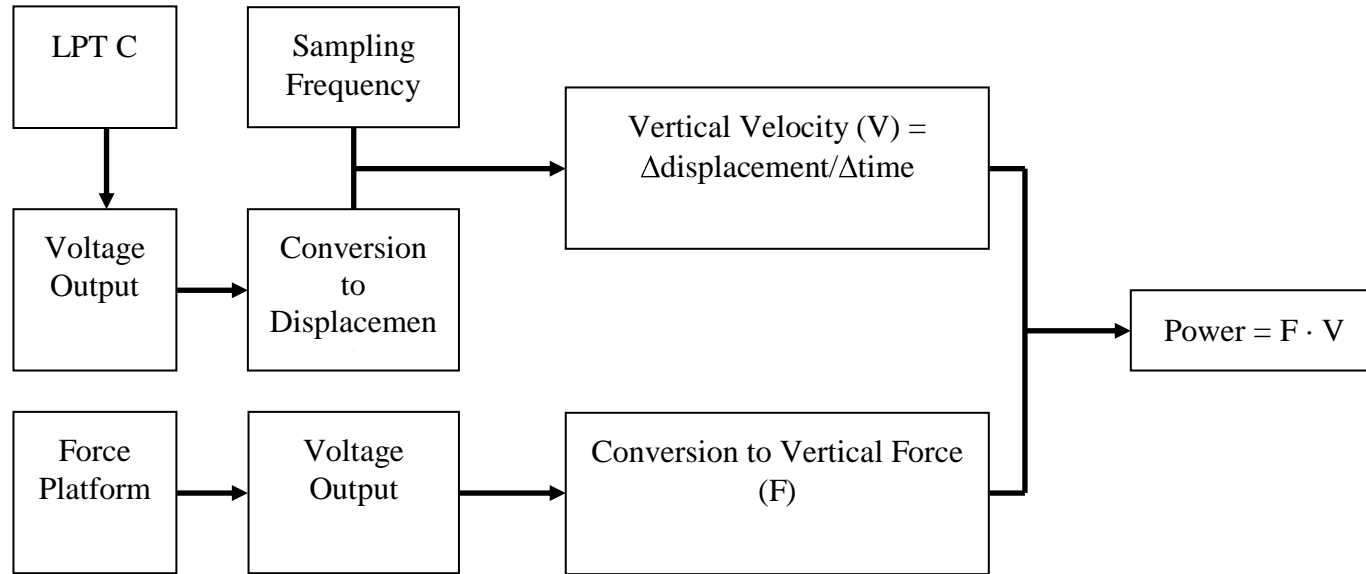 LPT C
Sampling
Frequency
Vertical Velocity (V) =
Δdisplacement/Δtime
Voltage
Output
Conversion
to
Displacemen
Power = F · V
Force
Platform
Voltage
Output
Conversion to Vertical Force
(F)